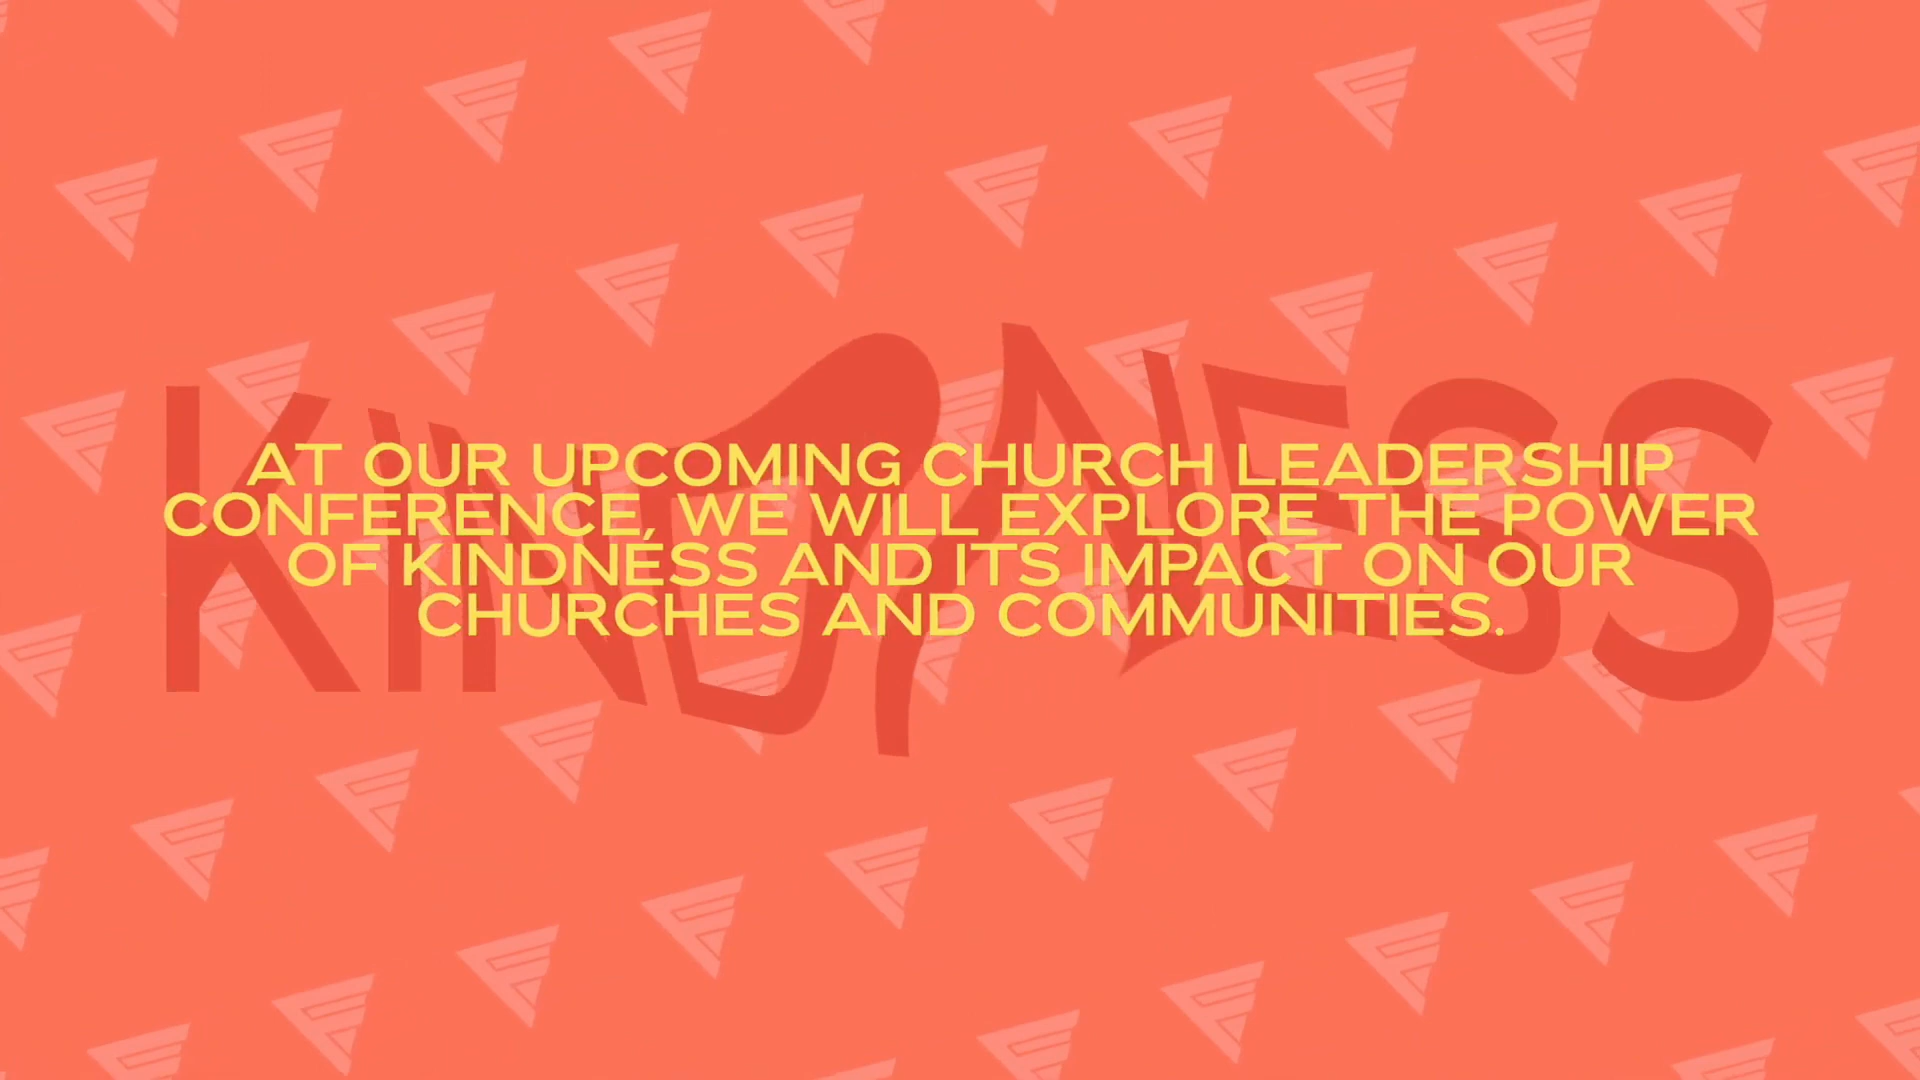 KINDNESS
AT OUR UPCOMING CHURCH LEADERSHIP
CONFERENCE, WE WILL EXPLORE THE POWER
OF KINDNESS AND ITS IMPACT ON OUR
CHURCHES AND COMMUNITIES.